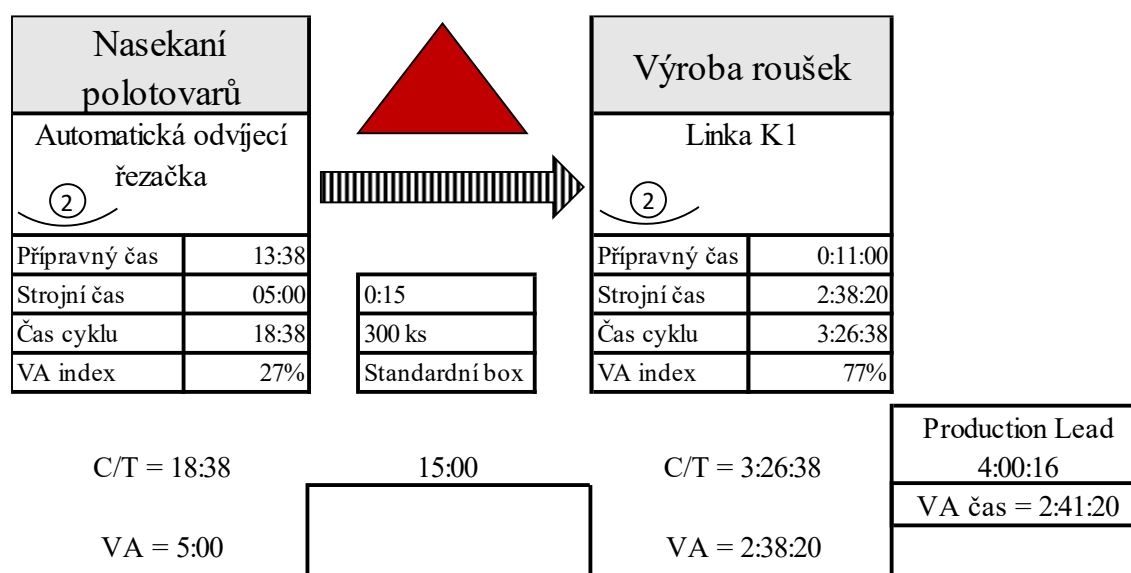 Nasekaní
polotovarů
Automatická odvíjecí
řezačka
2
Přípravný čas 13:38
Strojní čas 05:00
Čas cyklu 18:38
VA index 27%
0:15
300 ks
Standardní box
Výroba roušek
Linka K1
2
Přípravný čas 0:11:00
Strojní čas 2:38:20
Čas cyklu 3:26:38
VA index 77%
C/T = 18:38
15:00
C/T = 3:26:38
Production Lead
4:00:16
VA čas = 2:41:20
VA = 5:00
VA = 2:38:20